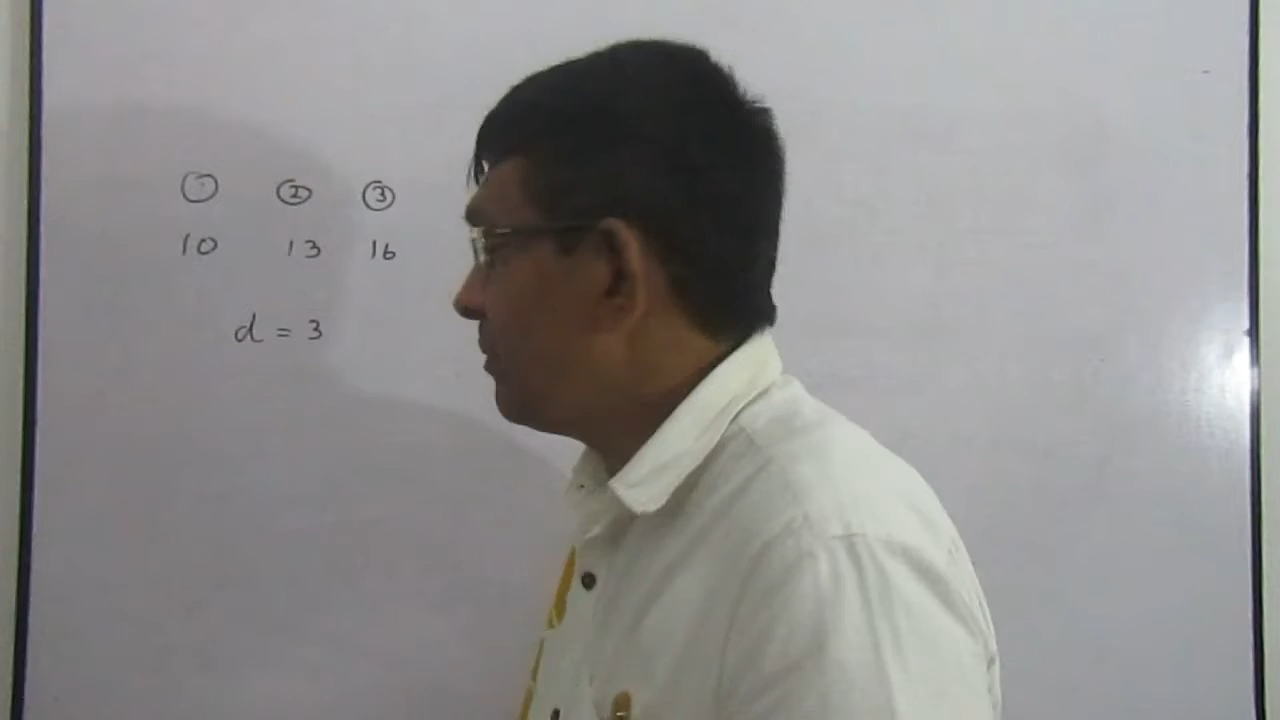 ① ② ③
10 13 16
d = 3